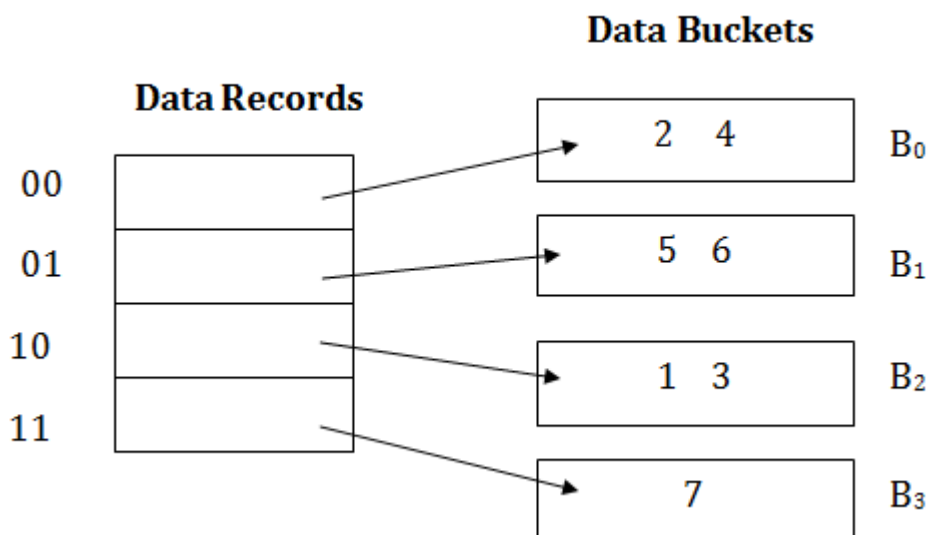 Data Buckets
Data Records
00
01
10
11
2 4 B₀
5 6 B₁
1 3 B₂
7 B₃